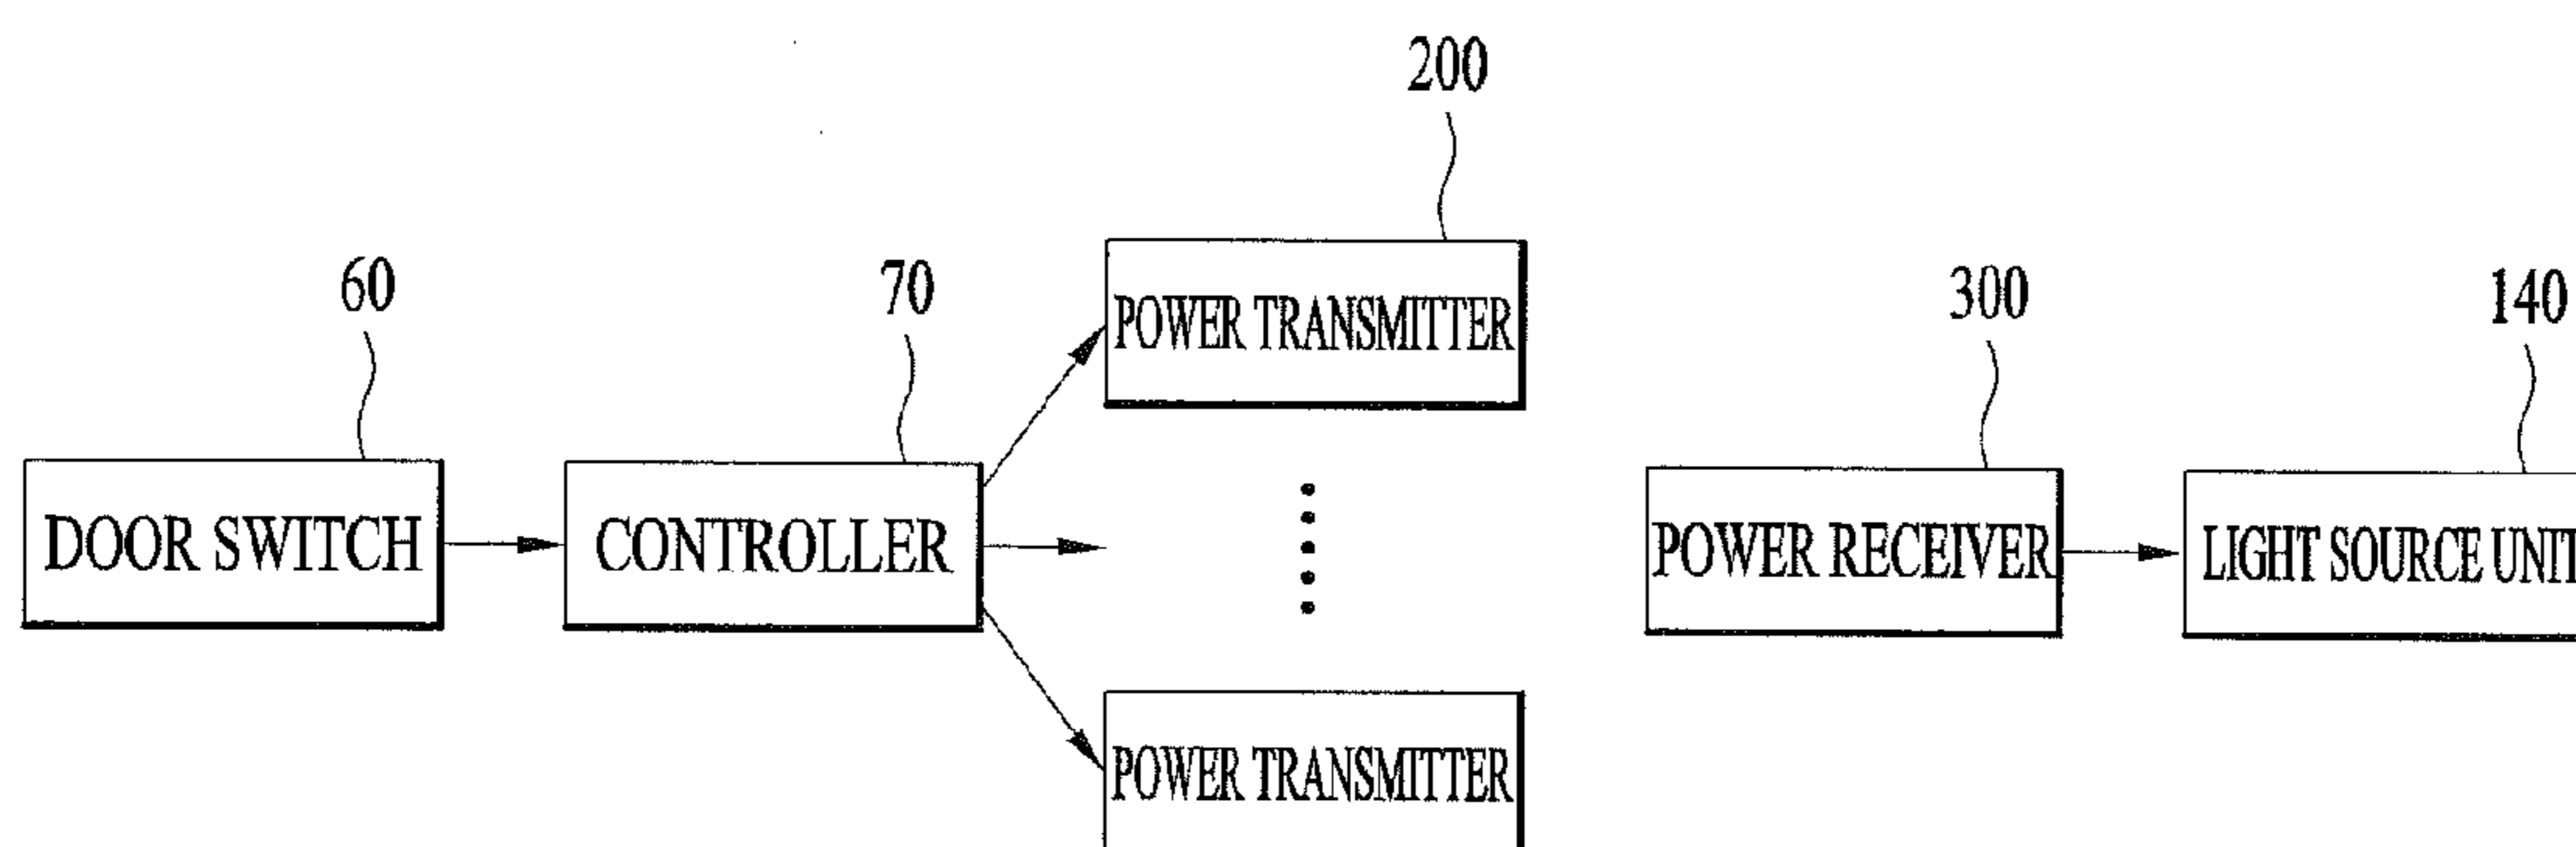 200
60
70
300
140
POWER TRANSMITTER
DOOR SWITCH
CONTROLLER
POWER RECEIVER
LIGHT SOURCE UNIT
POWER TRANSMITTER